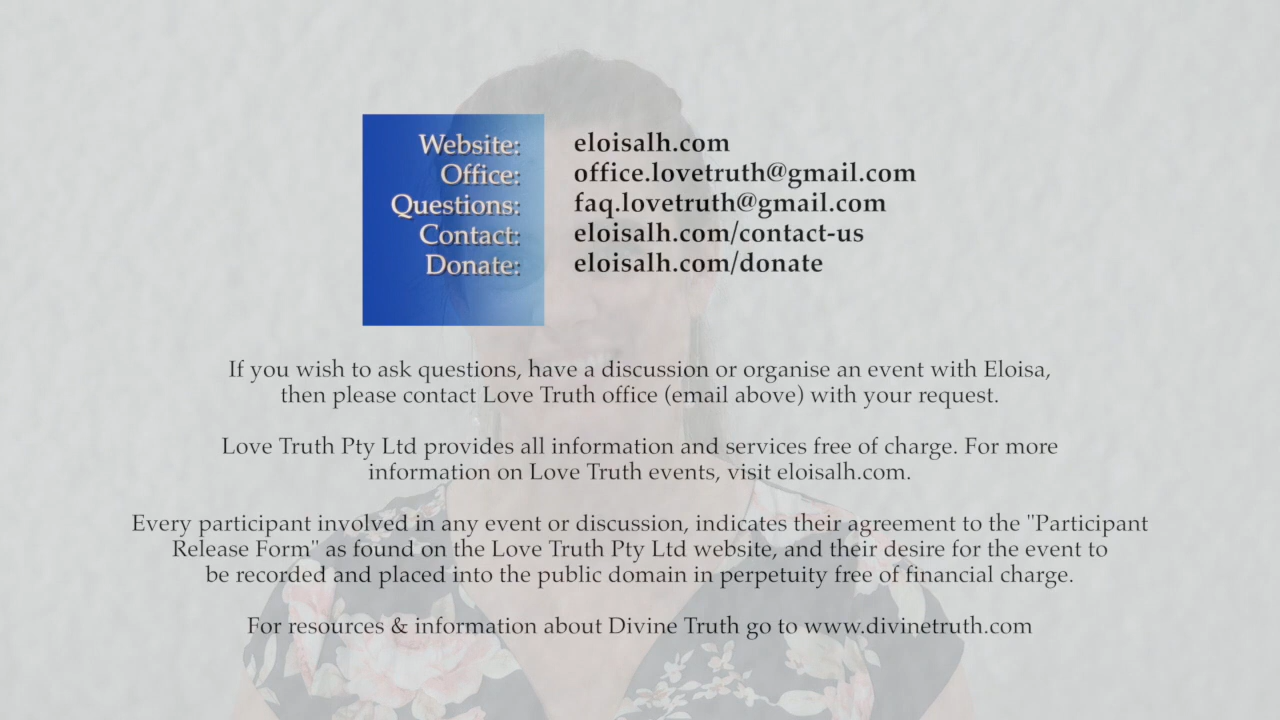 Website: eloisalh.com
Office: office.lovetruth@gmail.com
Questions: faq.lovetruth@gmail.com
Contact: eloisalh.com/contact-us
Donate: eloisalh.com/donate
If you wish to ask questions, have a discussion or organise an event with Eloisa,
then please contact Love Truth office (email above) with your request.
Love Truth Pty Ltd provides all information and services free of charge. For more
information on Love Truth events, visit eloisalh.com.
Every participant involved in any event or discussion, indicates their agreement to the "Participant
Release Form" as found on the Love Truth Pty Ltd website, and their desire for the event to
be recorded and placed into the public domain in perpetuity free of financial charge.
For resources & information about Divine Truth go to www.divinetruth.com